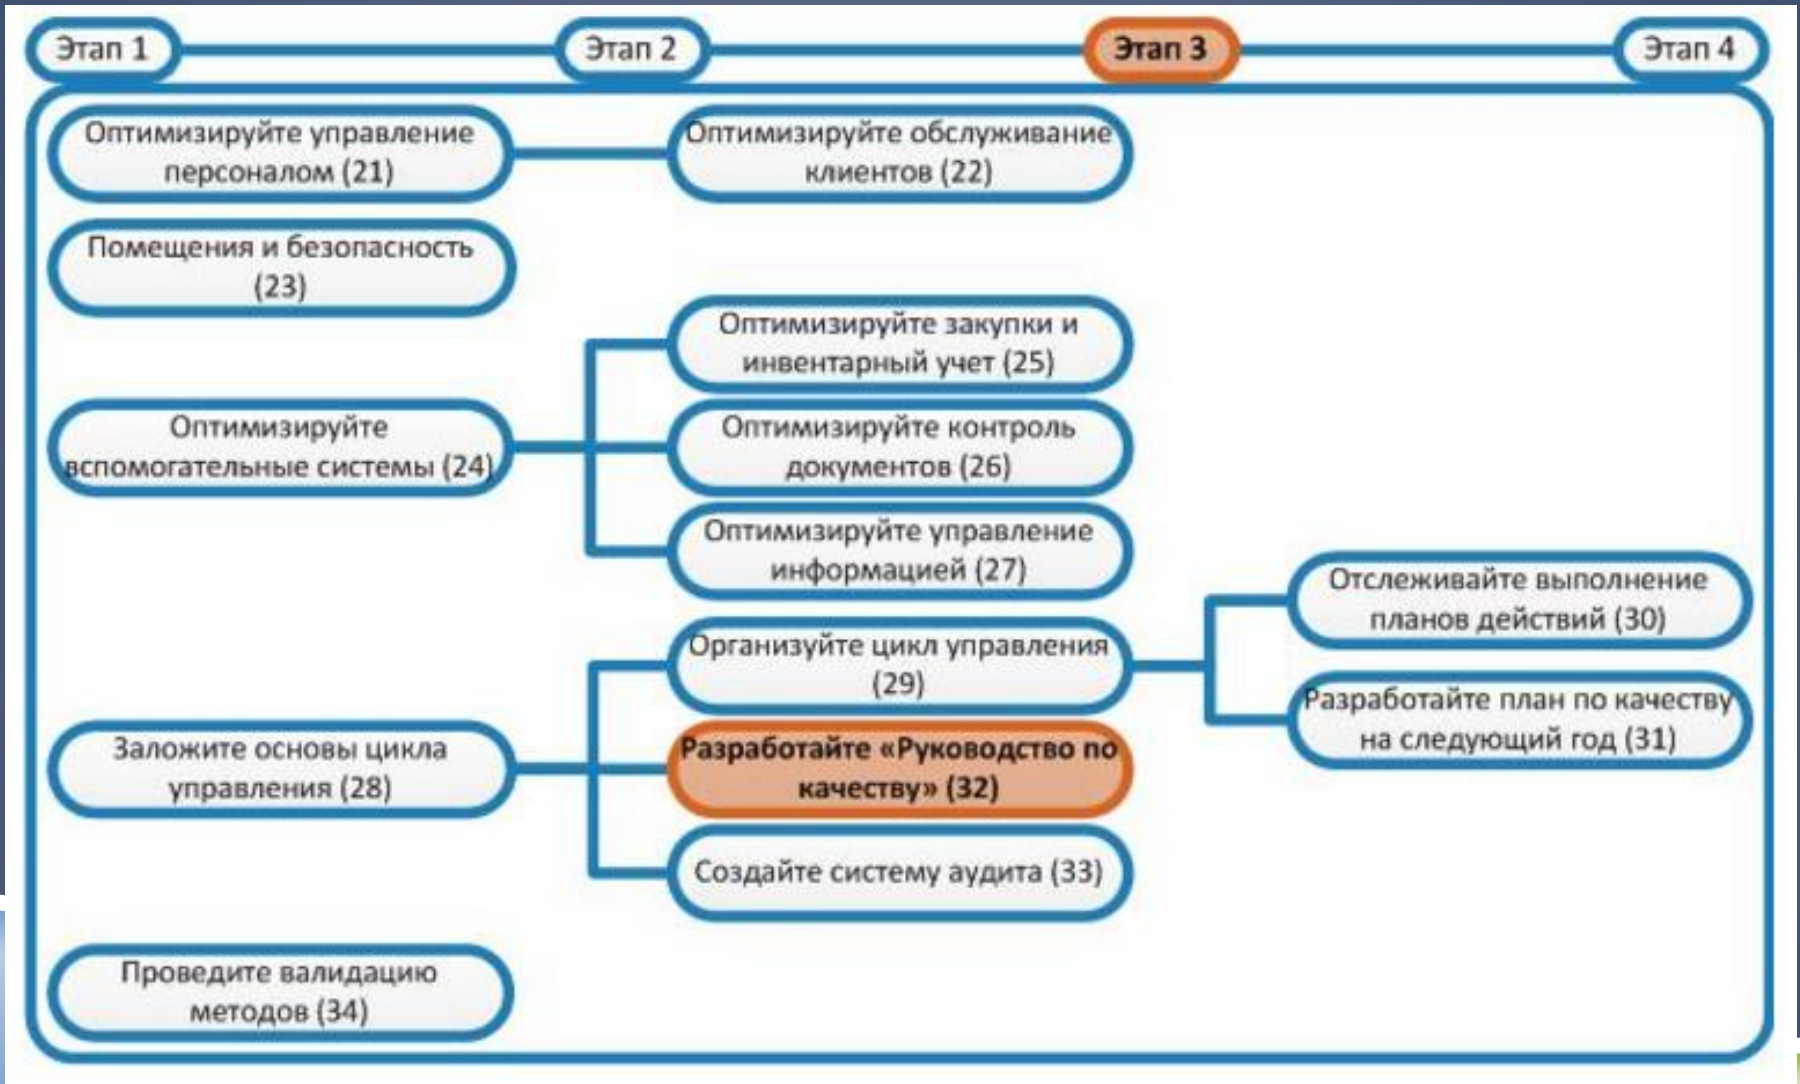 Этап 1
Этап 2
Этап 3
Этап 4
Оптимизируйте управление
персоналом (21)
Оптимизируйте обслуживание
клиентов (22)
Помещения и безопасность
(23)
Оптимизируйте
вспомогательные системы (24)
Оптимизируйте закупки и
инвентарный учет (25)
Оптимизируйте контроль
документов (26)
Оптимизируйте управление
информацией (27)
Заложите основы цикла
управления (28)
Организуйте цикл управления
(29)
Отслеживайте выполнение
планов действий (30)
Разработайте план по качеству
на следующий год (31)
Разработайте «Руководство по
качеству» (32)
Создайте систему аудита (33)
Проведите валидацию
методов (34)